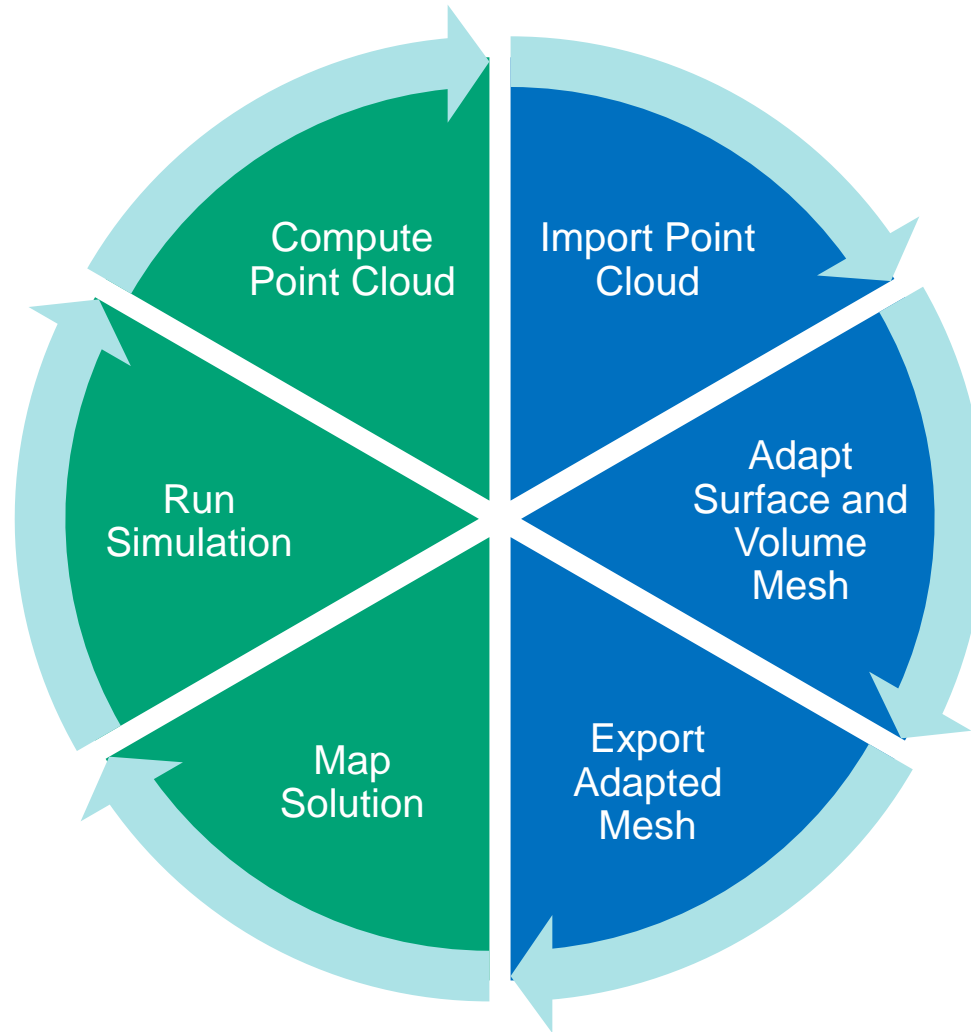 Compute
Point Cloud
Import Point
Cloud
Run
Simulation
Adapt
Surface and
Volume
Mesh
Map
Solution
Export
Adapted
Mesh